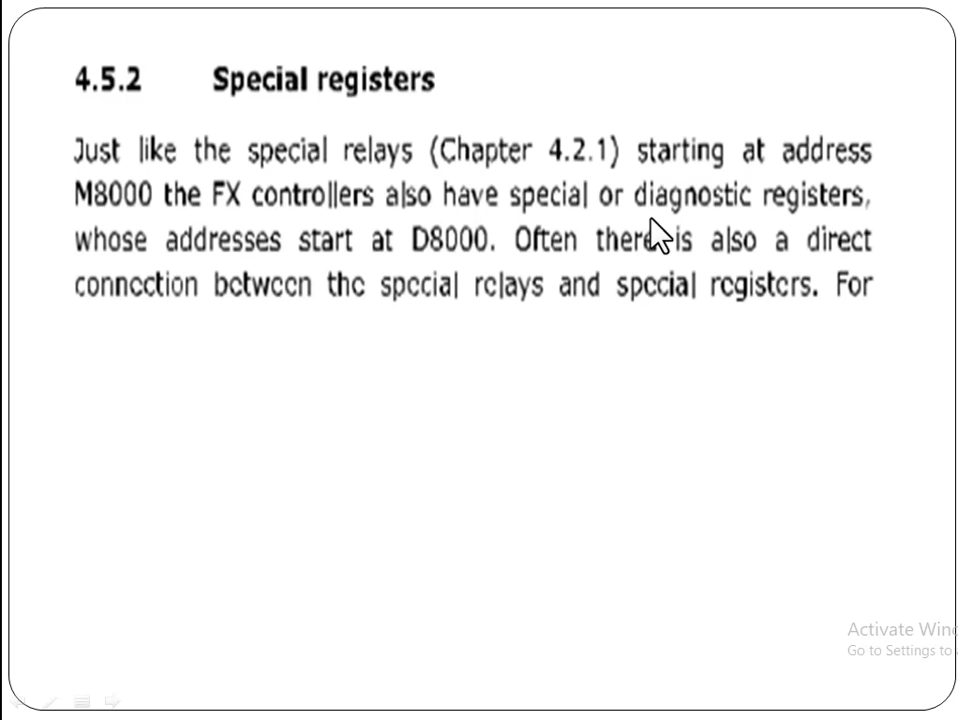 4.5.2 Special registers
Just like the special relays (Chapter 4.2.1) starting at address
M8000 the FX controllers also have special or diagnostic registers,
whose addresses start at D8000. Often there is also a direct
connection between the special relays and special registers. For
Activate Win
Go to Settings to